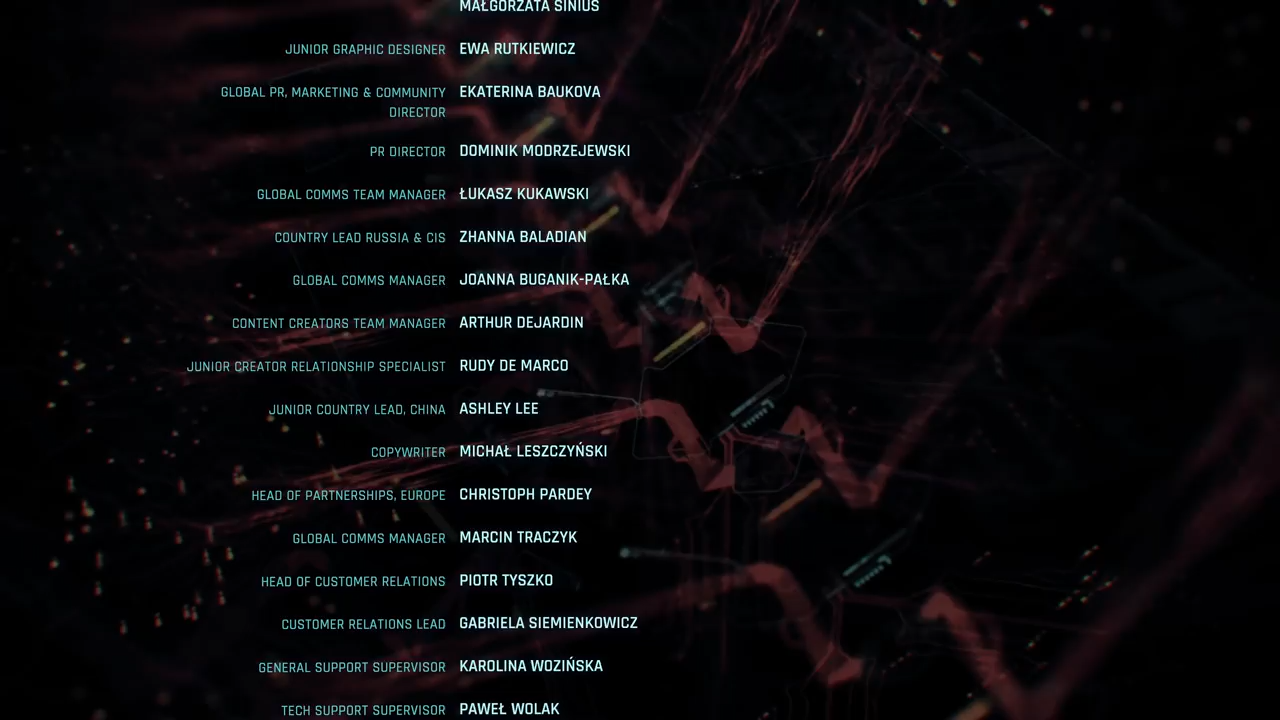 MAŁGORZATA SINIUS
JUNIOR GRAPHIC DESIGNER EWA RUTKIEWICZ
GLOBAL PR, MARKETING & COMMUNITY EKATERINA BAUKOVA
DIRECTOR
PR DIRECTOR DOMINIK MODRZEJEWSKI
GLOBAL COMMS TEAM MANAGER ŁUKASZ KUKAWSKI
COUNTRY LEAD RUSSIA & CIS ZHANNA BALADIAN
GLOBAL COMMS MANAGER JOANNA BUGANIK-PAŁKA
CONTENT CREATORS TEAM MANAGER ARTHUR DEJARDIN
JUNIOR CREATOR RELATIONSHIP SPECIALIST RUDY DE MARCO
JUNIOR COUNTRY LEAD, CHINA ASHLEY LEE
COPYWRITER MICHAŁ LESZCZYŃSKI
HEAD OF PARTNERSHIPS, EUROPE CHRISTOPH PARDEY
GLOBAL COMMS MANAGER MARCIN TRACZYK
HEAD OF CUSTOMER RELATIONS PIOTR TYSZKO
CUSTOMER RELATIONS LEAD GABRIELA SIEMIENKOWICZ
GENERAL SUPPORT SUPERVISOR KAROLINA WOZIŃSKA
TECH SUPPORT SUPERVISOR PAWEŁ WOLAK